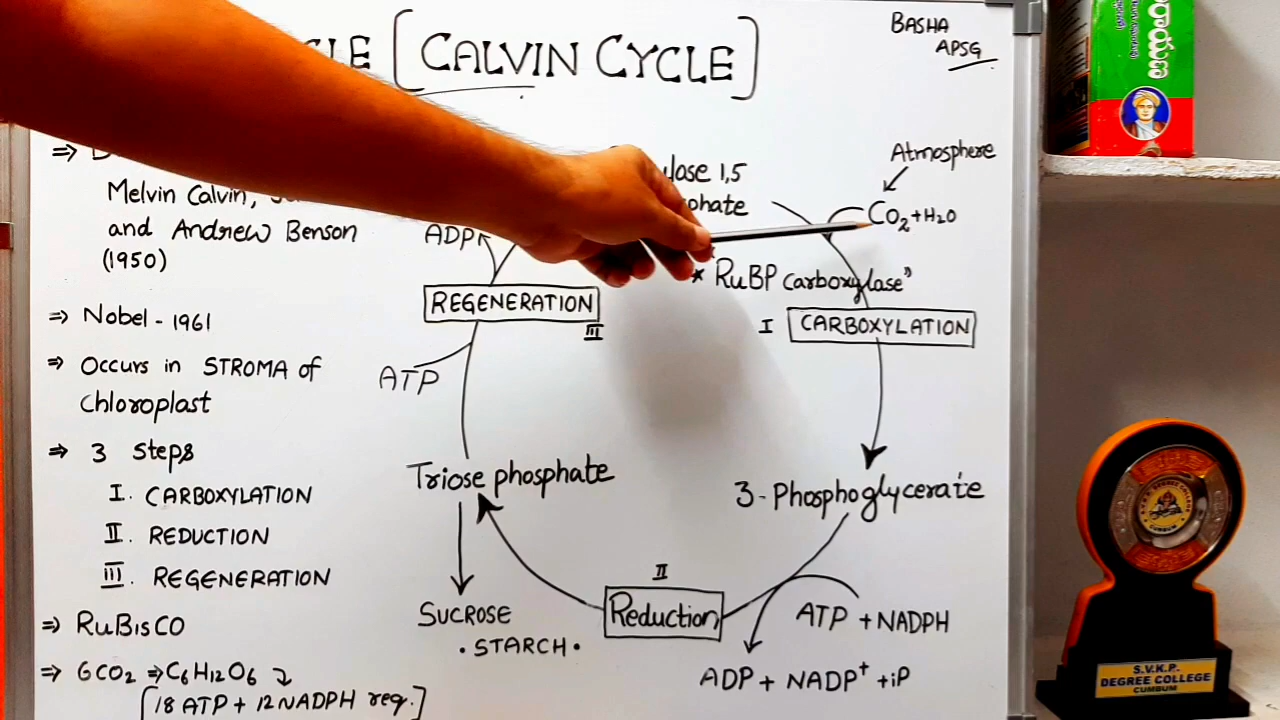 [CALVIN CYCLE]
BASHA
APSG
Atmosphere
CO2+H2O
1,5
Melvin Calvin,
and Andrew Benson
(1950)
ADP
* RuBP carboxylase"
REGENERATION
III
I CARBOXYLATION
⇒ Nobel - 1961
⇒ Occurs in STROMA of
Chloroplast
ATP
⇒ 3 Steps
I. CARBOXYLATION
II. REDUCTION
III. REGENERATION
Triose phosphate
3-Phosphoglycerate
II
Reduction
ATP + NADPH
ADP + NADP+ + iP
SUCROSE
• STARCH •
⇒ RuBisCO
⇒ 6CO2 ⇒ C6H12O6
[18 ATP + 12 NADPH req.]
S.V.K.P.
DEGREE COLLEGE
CUMBUM